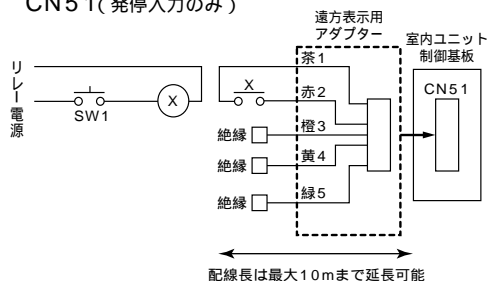 CN51(発停入力のみ)
遠方表示用
アダプター
室内ユニット
制御基板
リレー電源
SW1
X
X
茶1
赤2
絶縁 橙3
絶縁 黄4
絶縁 緑5
CN51
配線長は最大10mまで延長可能